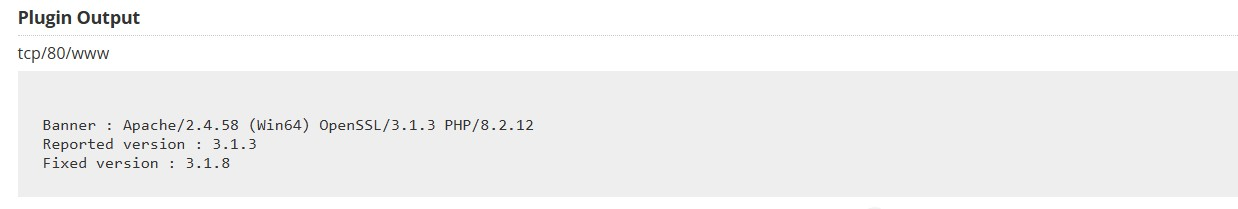 Plugin Output
tcp/80/www
Banner : Apache/2.4.58 (Win64) OpenSSL/3.1.3 PHP/8.2.12
Reported version : 3.1.3
Fixed version : 3.1.8